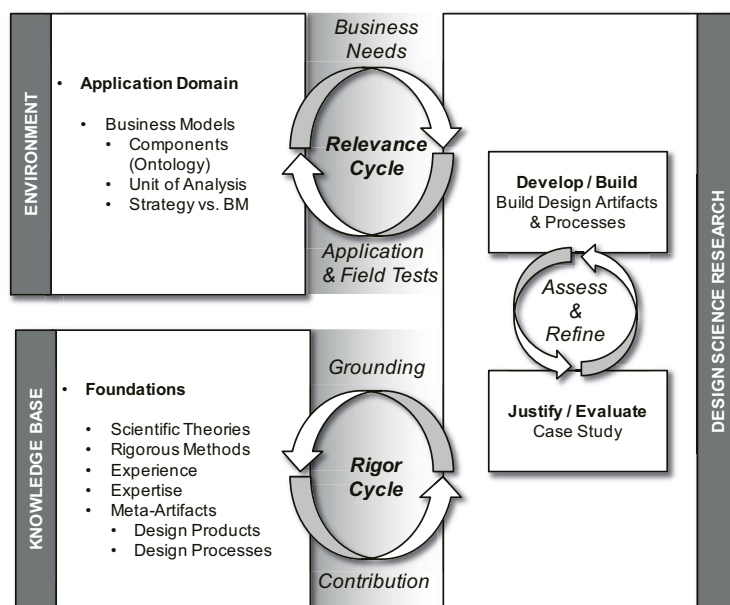 ENVIRONMENT
• Application Domain
• Business Models
• Components
(Ontology)
• Unit of Analysis
• Strategy vs. BM
Business
Needs
Relevance
Cycle
Application
& Field Tests
KNOWLEDGE BASE
• Foundations
• Scientific Theories
• Rigorous Methods
• Experience
• Expertise
• Meta-Artifacts
• Design Products
• Design Processes
Grounding
Rigor
Cycle
Contribution
Develop / Build
Build Design Artifacts
& Processes
Assess
&
Refine
Justify / Evaluate
Case Study
DESIGN SCIENCE RESEARCH